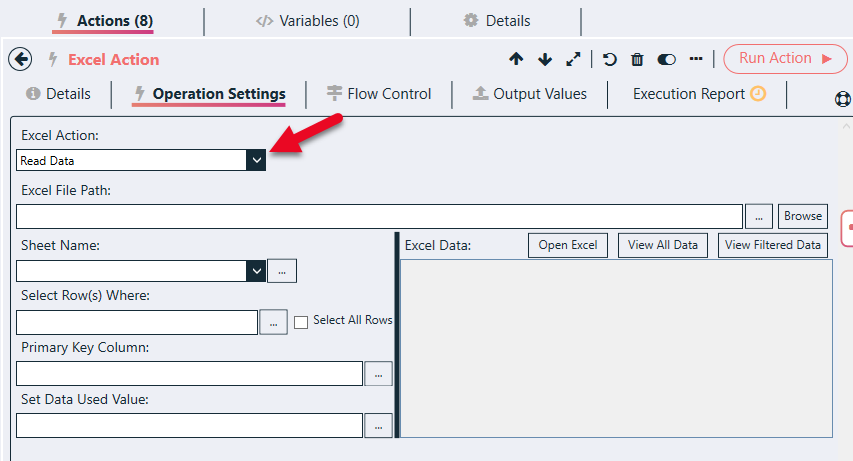 Actions (8) Variables (0) Details
Excel Action Run Action
Details Operation Settings Flow Control Output Values Execution Report
Excel Action:
Read Data
Excel File Path:
... Browse
Sheet Name: Excel Data: Open Excel View All Data View Filtered Data
...
Select Row(s) Where:
... Select All Rows
Primary Key Column:
...
Set Data Used Value:
...